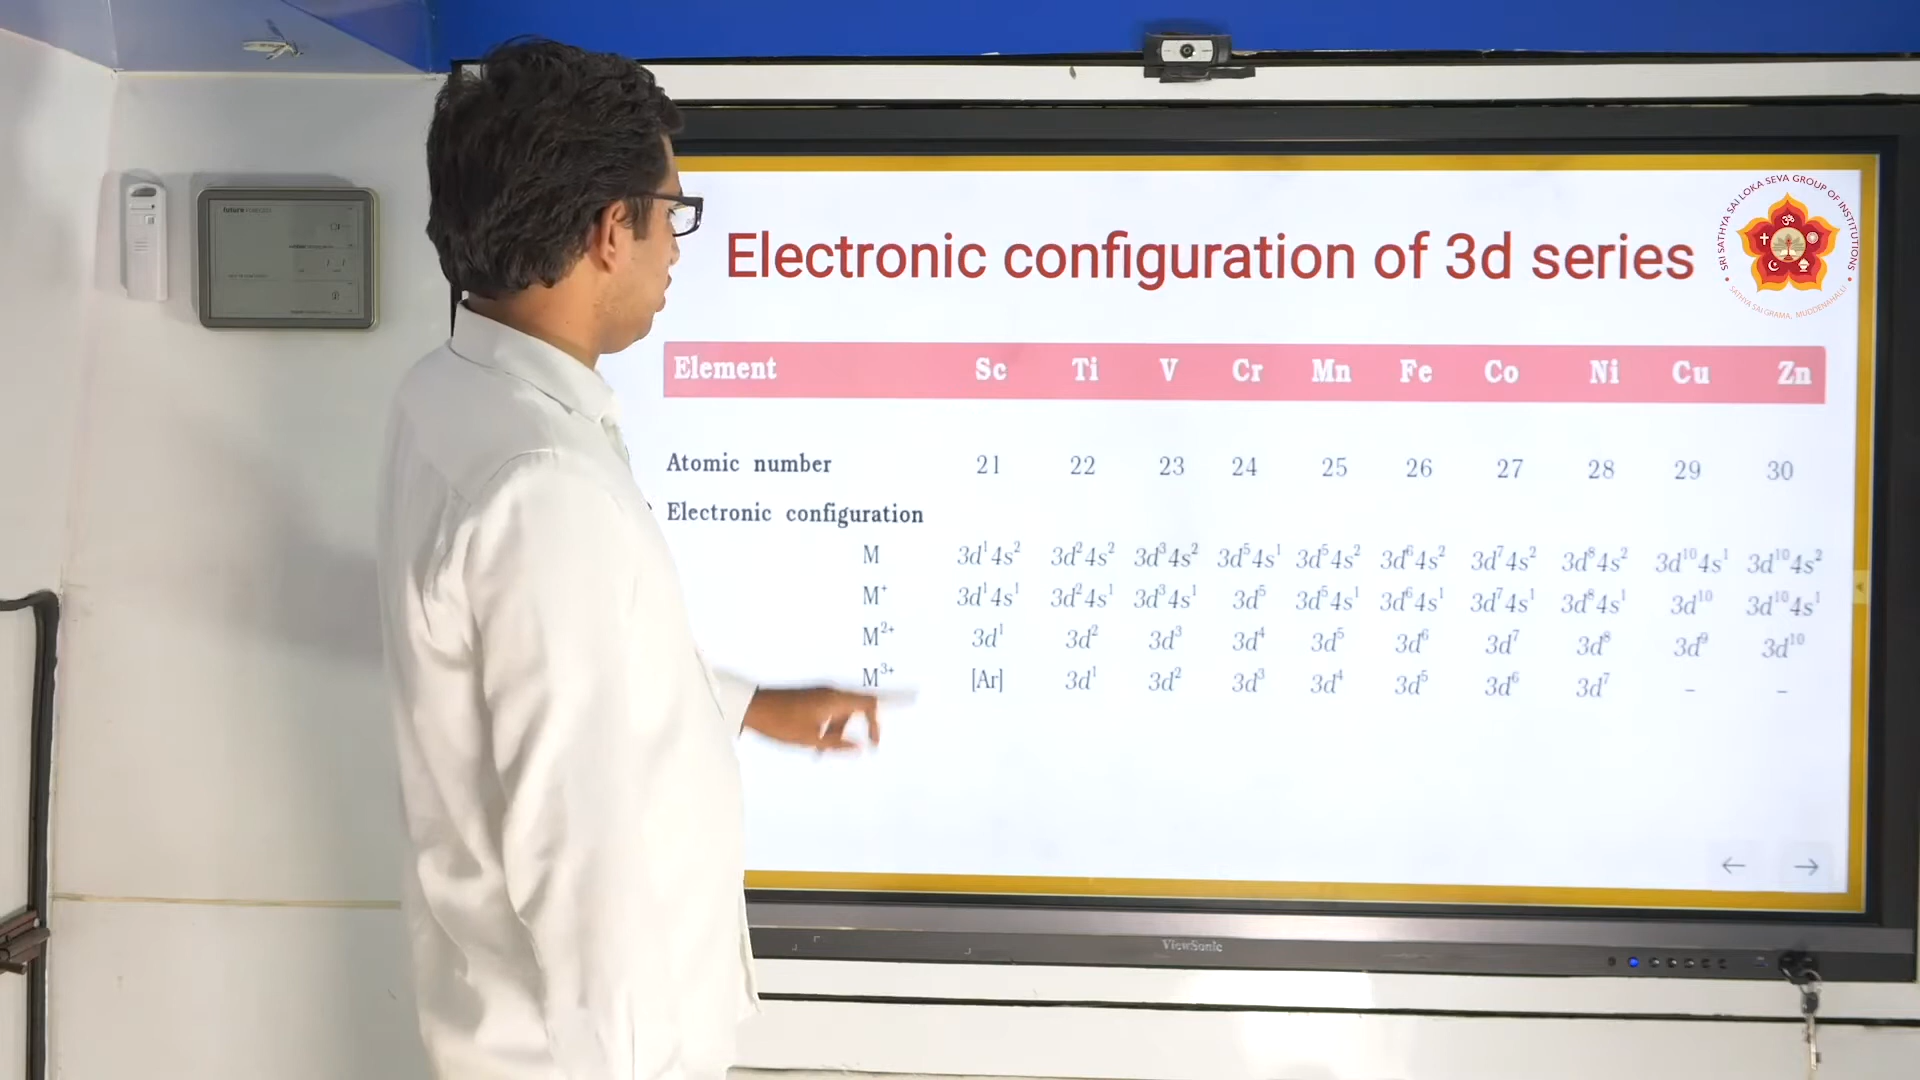 Electronic configuration of 3d series
SRI SATHYA SAI LOKA SEVA GROUP OF INSTITUTIONS
SATHYA SAI GRAMA, MUDDENAHALLI
Element Sc Ti V Cr Mn Fe Co Ni Cu Zn
Atomic number 21 22 23 24 25 26 27 28 29 30
Electronic configuration
M 3d¹4s² 3d²4s² 3d³4s² 3d⁵4s¹ 3d⁵4s² 3d⁶4s² 3d⁷4s² 3d⁸4s² 3d¹⁰4s¹ 3d¹⁰4s²
M⁺ 3d¹4s¹ 3d²4s¹ 3d³4s¹ 3d⁵ 3d⁵4s¹ 3d⁶4s¹ 3d⁷4s¹ 3d⁸4s¹ 3d¹⁰ 3d¹⁰4s¹
M²⁺ 3d¹ 3d² 3d³ 3d⁴ 3d⁵ 3d⁶ 3d⁷ 3d⁸ 3d⁹ 3d¹⁰
M³⁺ [Ar] 3d¹ 3d² 3d³ 3d⁴ 3d⁵ 3d⁶ 3d⁷ – –
ViewSonic